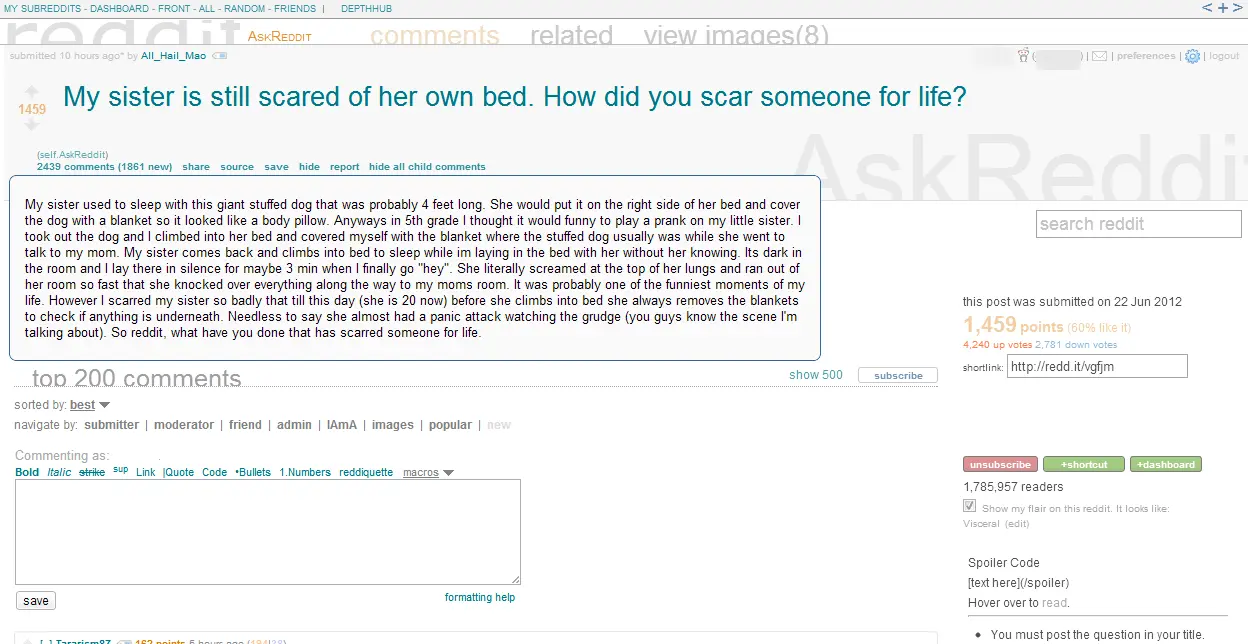 MY SUBREDDITS - DASHBOARD - FRONT - ALL - RANDOM - FRIENDS | DEPTHHUB < + >
reddit AskReddit comments related view images(8)
submitted 10 hours ago* by All_Hail_Mao ( ) | | preferences | | logout
1459
My sister is still scared of her own bed. How did you scar someone for life?
AskReddit
(self.AskReddit)
2439 comments (1861 new) share source save hide report hide all child comments
My sister used to sleep with this giant stuffed dog that was probably 4 feet long. She would put it on the right side of her bed and cover
the dog with a blanket so it looked like a body pillow. Anyways in 5th grade I thought it would funny to play a prank on my little sister. I
took out the dog and I climbed into her bed and covered myself with the blanket where the stuffed dog usually was while she went to
talk to my mom. My sister comes back and climbs into bed to sleep while im laying in the bed with her without her knowing. Its dark in
the room and I lay there in silence for maybe 3 min when I finally go "hey". She literally screamed at the top of her lungs and ran out of
her room so fast that she knocked over everything along the way to my moms room. It was probably one of the funniest moments of my
life. However I scarred my sister so badly that till this day (she is 20 now) before she climbs into bed she always removes the blankets
to check if anything is underneath. Needless to say she almost had a panic attack watching the grudge (you guys know the scene I'm
talking about). So reddit, what have you done that has scarred someone for life.
top 200 comments
show 500 subscribe
sorted by: best
navigate by: submitter | moderator | friend | admin | IAmA | images | popular | new
Commenting as:
Bold Italic strike sup Link |Quote Code •Bullets 1.Numbers reddiquette macros
save
formatting help
[-] Tararism87 162 points 5 hours ago
search reddit
this post was submitted on 22 Jun 2012
1,459 points (60% like it)
4,240 up votes 2,781 down votes
shortlink: http://redd.it/vgfjm
unsubscribe +shortcut +dashboard
1,785,957 readers
Show my flair on this reddit. It looks like:
Visceral (edit)
Spoiler Code
[text here](/spoiler)
Hover over to read.
• You must post the question in your title.